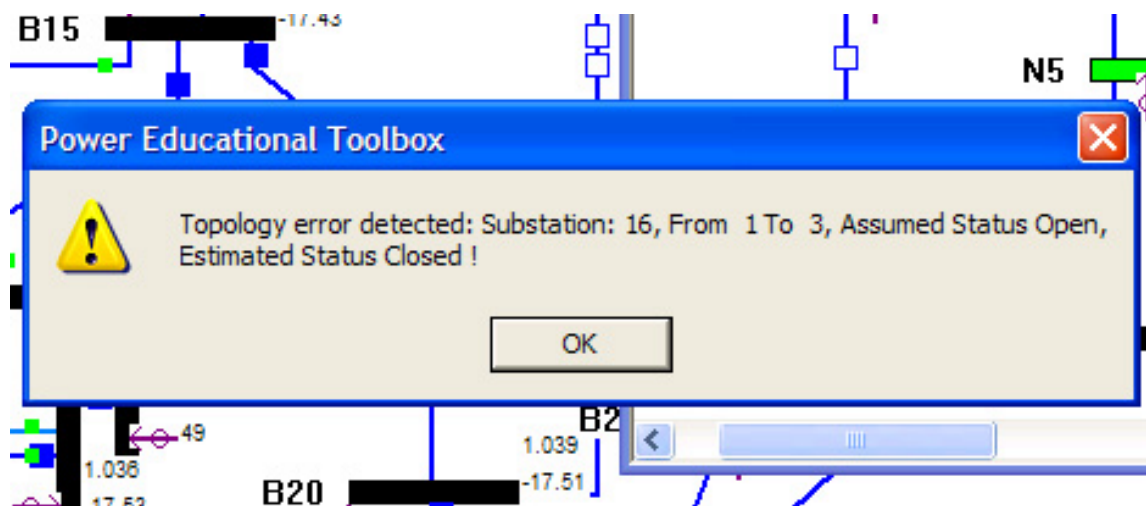 B15
-17.43
N5
Power Educational Toolbox
Topology error detected: Substation: 16, From 1 To 3, Assumed Status Open,
Estimated Status Closed !
OK
49
1.036
B20
1.039
-17.51